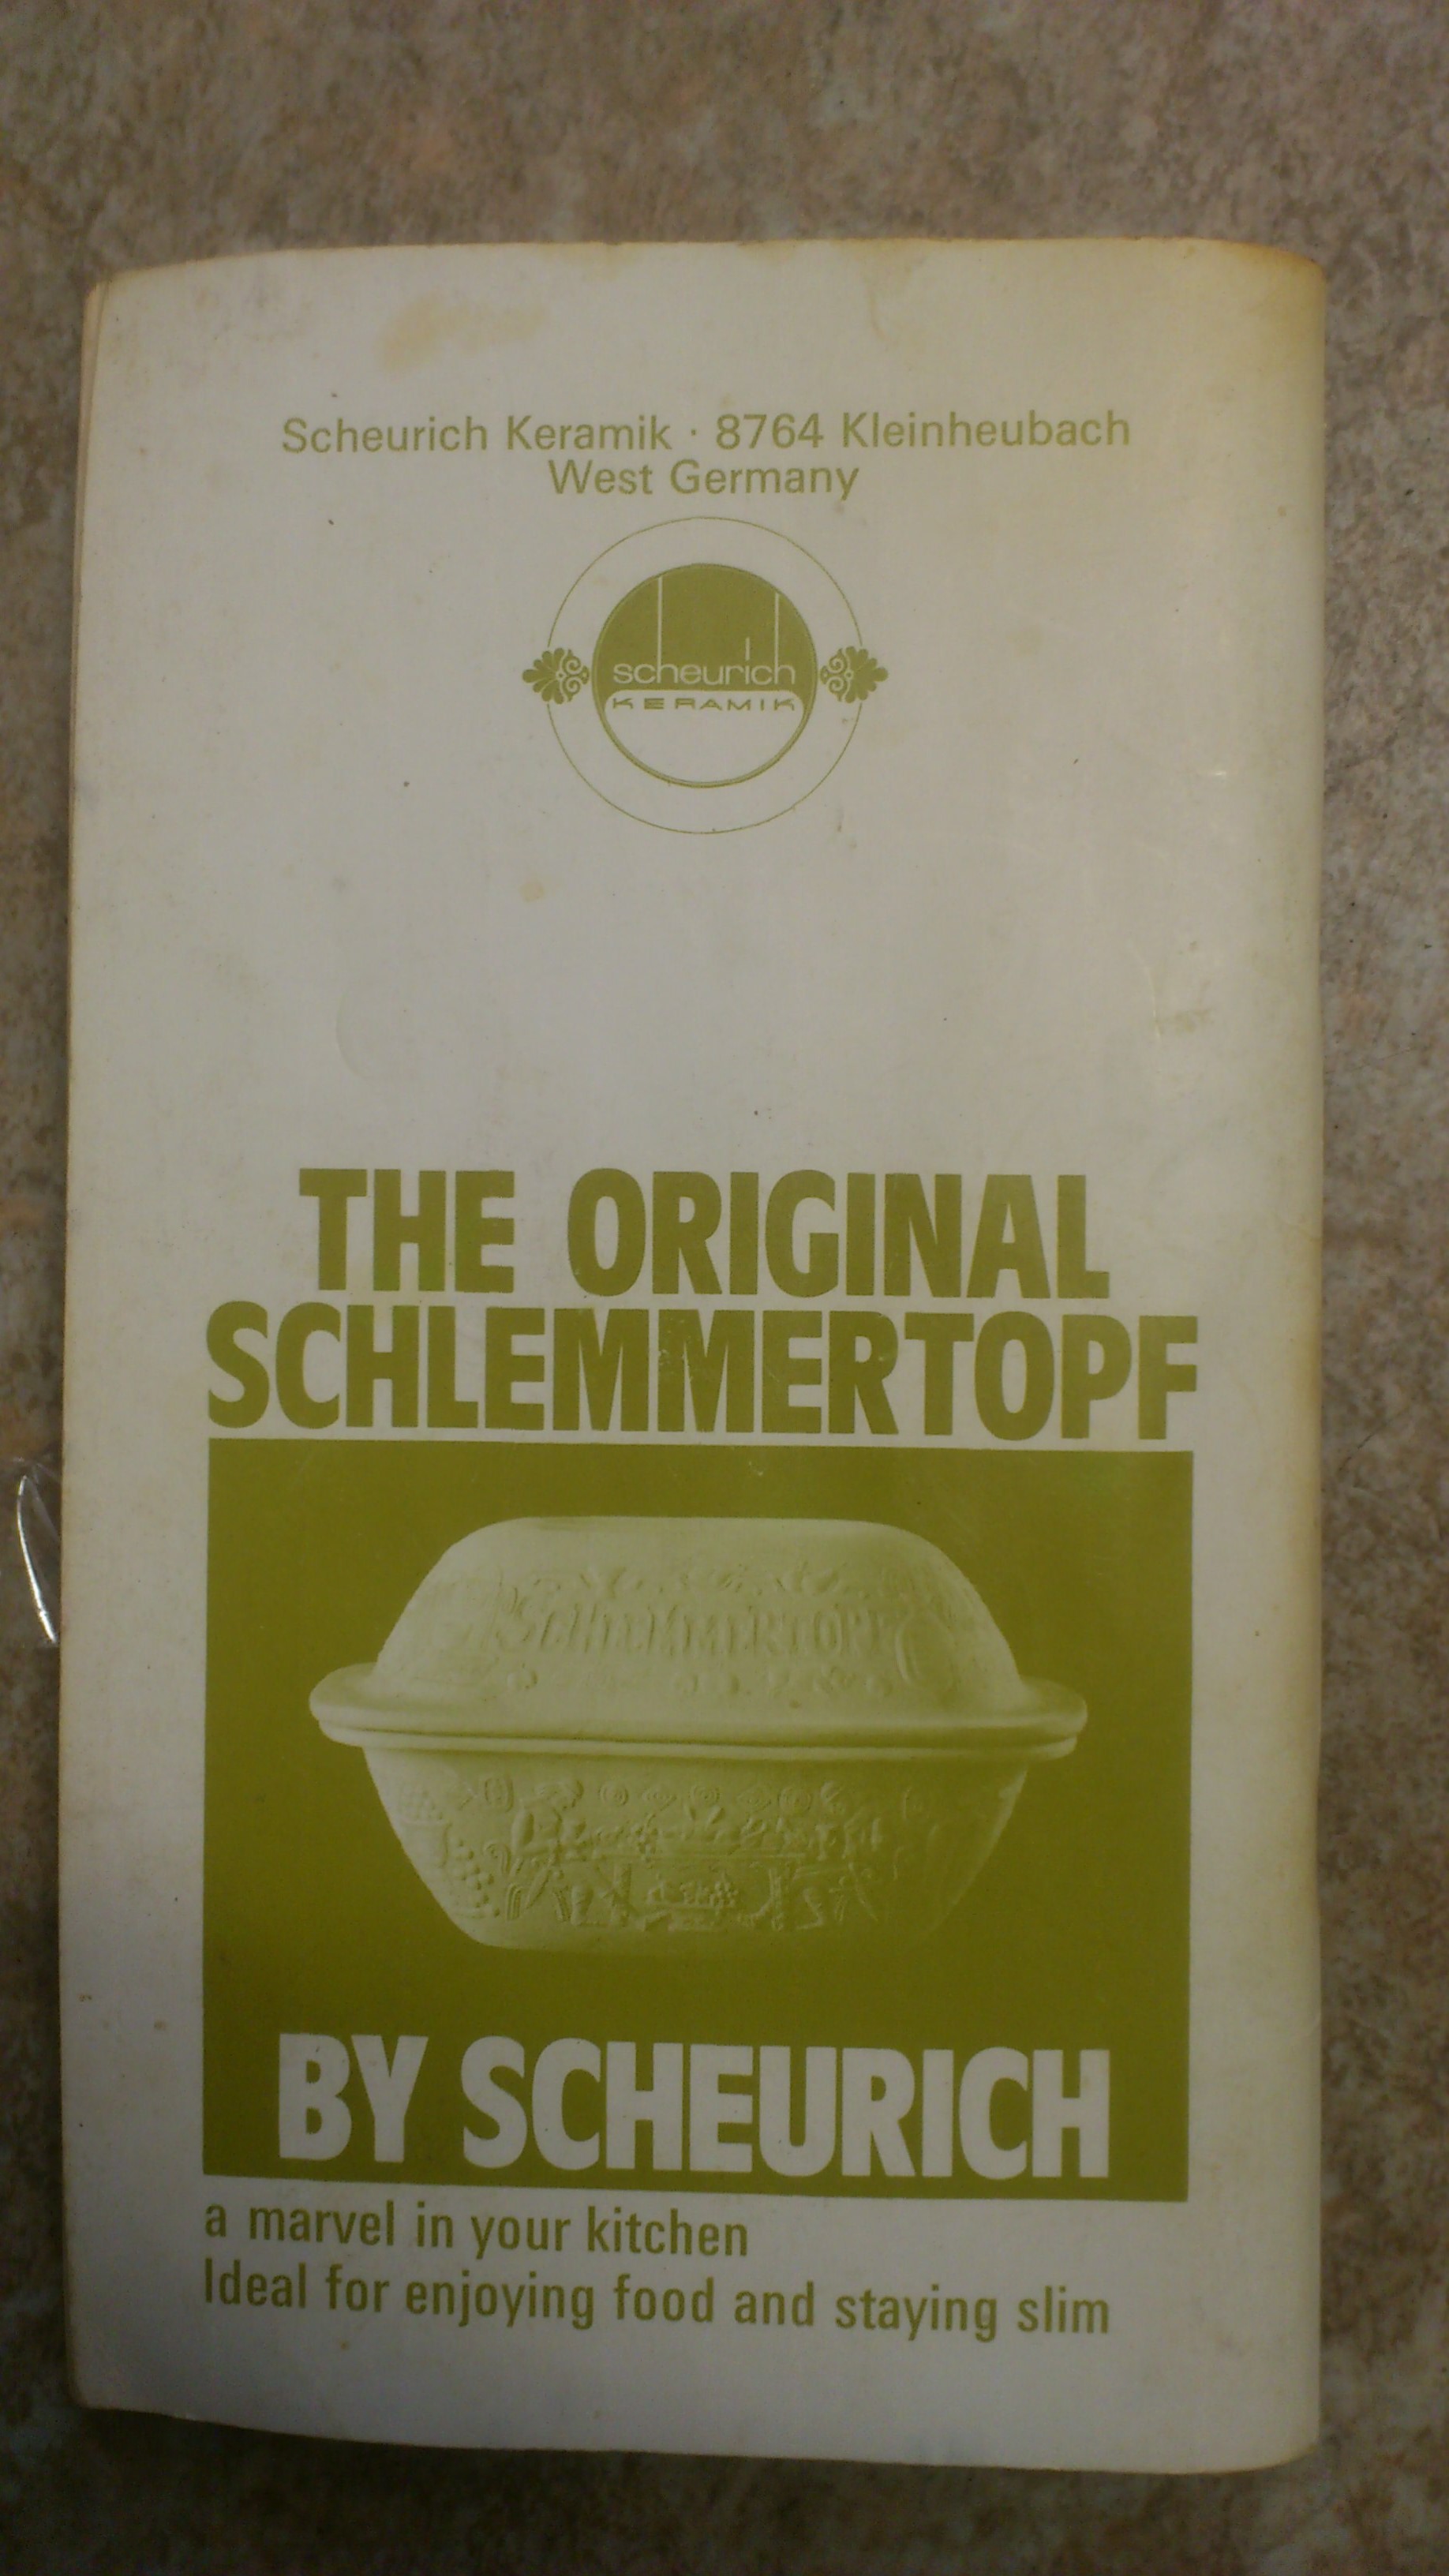 Scheurich Keramik · 8764 Kleinheubach
West Germany
scheurich
KERAMIK
THE ORIGINAL
SCHLEMMERTOPF
SCHLEMMERTOPF
BY SCHEURICH
a marvel in your kitchen
Ideal for enjoying food and staying slim